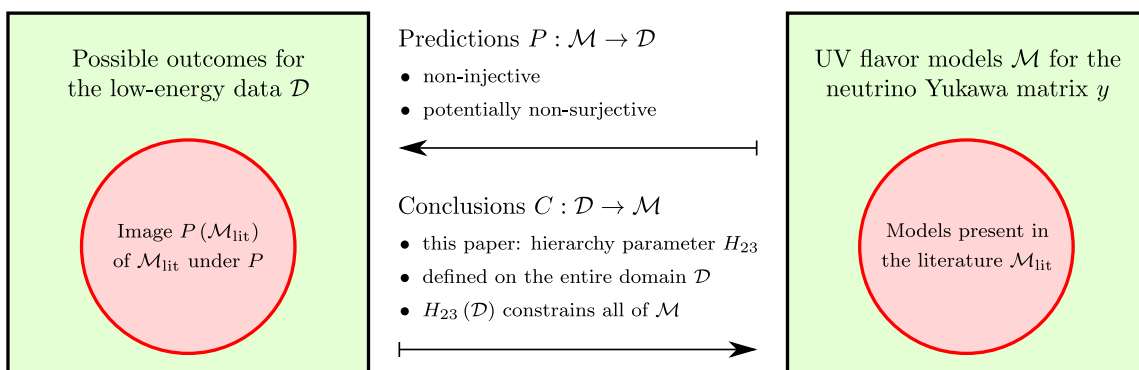 Possible outcomes for
the low-energy data 𝒟
Image P (ℳ_lit)
of ℳ_lit under P
Predictions P : ℳ → 𝒟
• non-injective
• potentially non-surjective
Conclusions C : 𝒟 → ℳ
• this paper: hierarchy parameter H₂₃
• defined on the entire domain 𝒟
• H₂₃ (𝒟) constrains all of ℳ
UV flavor models ℳ for the
neutrino Yukawa matrix y
Models present in
the literature ℳ_lit